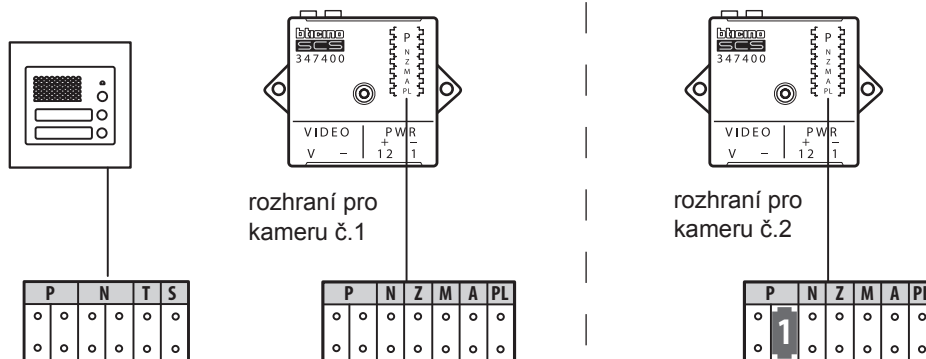 bticino
SCS
347400
P
N
Z
M
A
PL
VIDEO PWR
+ –
V – 12 1
rozhraní pro
kameru č.1
bticino
SCS
347400
P
N
Z
M
A
PL
VIDEO PWR
+ –
V – 12 1
rozhraní pro
kameru č.2
P N T S
P N Z M A PL
P N Z M A PL
1